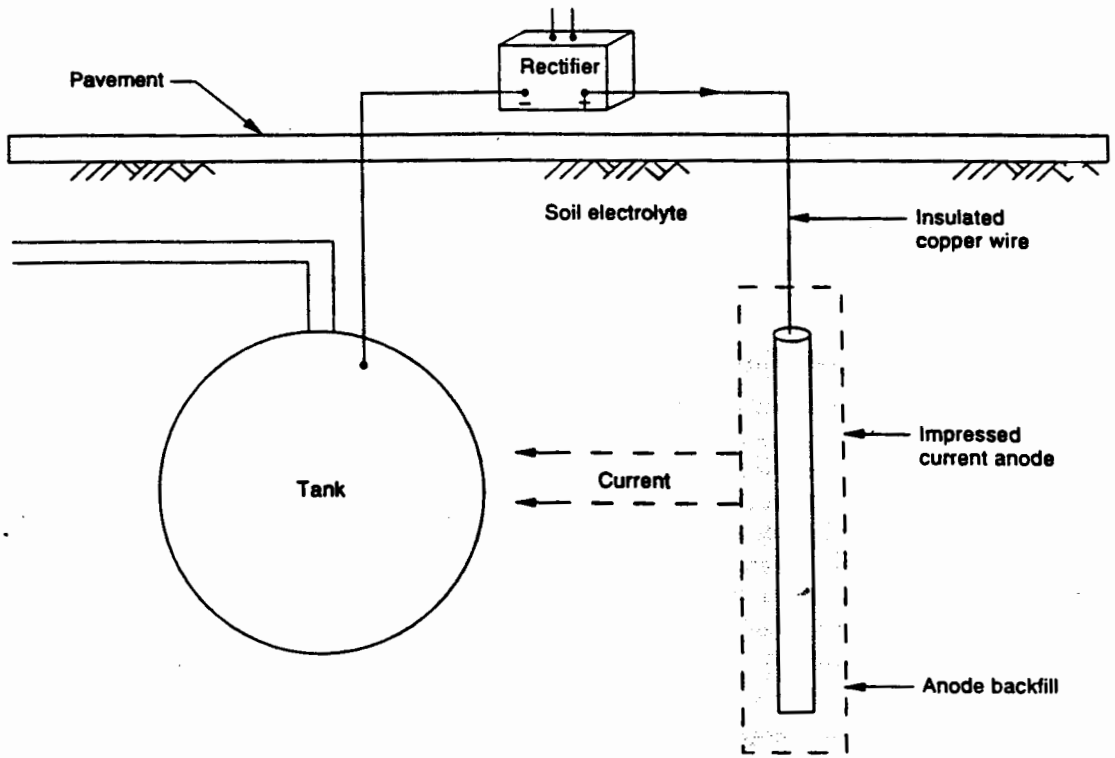 Rectifier
- +
Pavement
Soil electrolyte
Insulated
copper wire
Tank
Current
Impressed
current anode
Anode backfill